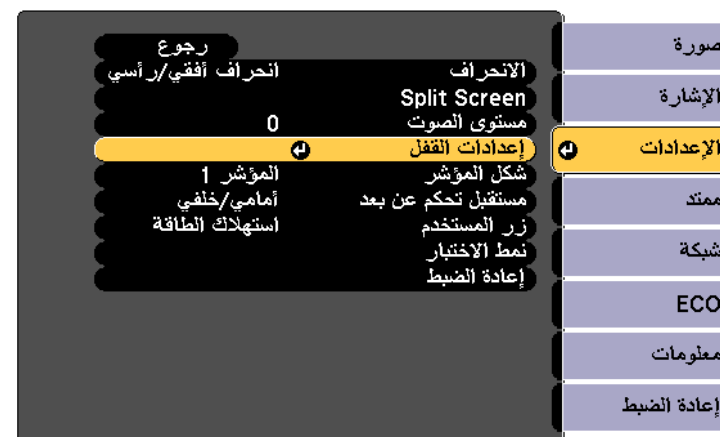 رجوع
الانحراف انحراف أفقي/رأسي
Split Screen
مستوى الصوت 0
إعدادات القفل
شكل المؤشر المؤشر 1
مستقبل تحكم عن بعد أمامي/خلفي
زر المستخدم استهلاك الطاقة
نمط الاختبار
إعادة الضبط
صورة
الإشارة
الإعدادات
ممتد
شبكة
ECO
معلومات
إعادة الضبط